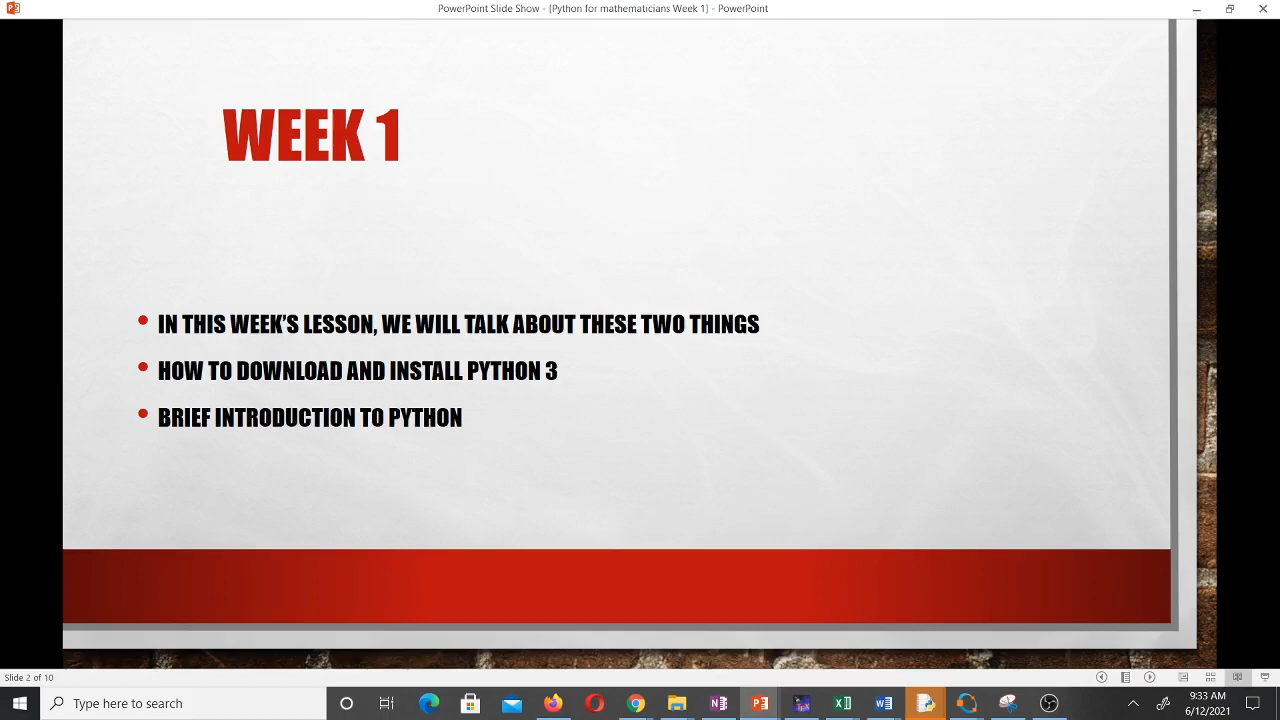 PowerPoint Slide Show - [Python for mathematicians Week 1] - PowerPoint
WEEK 1
IN THIS WEEK’S LESSON, WE WILL TALK ABOUT THESE TWO THINGS
HOW TO DOWNLOAD AND INSTALL PYTHON 3
BRIEF INTRODUCTION TO PYTHON
Slide 2 of 10
Type here to search
9:33 AM
6/12/2021